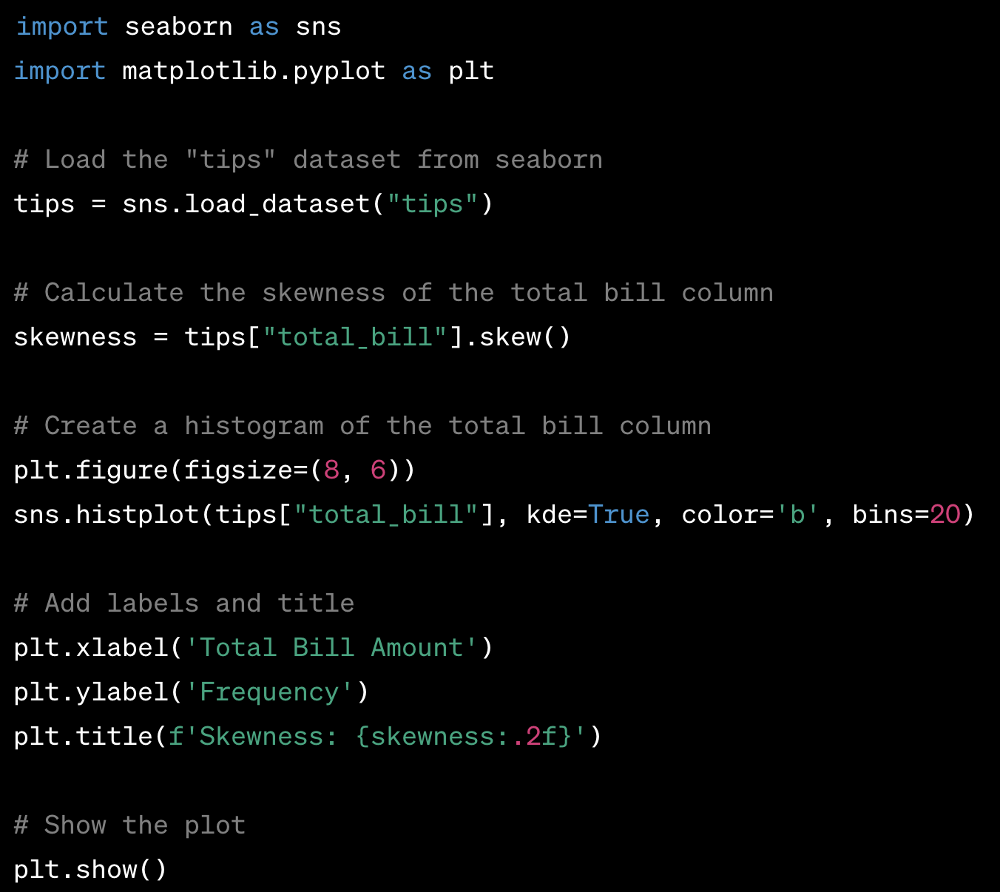 import seaborn as sns
import matplotlib.pyplot as plt
# Load the "tips" dataset from seaborn
tips = sns.load_dataset("tips")
# Calculate the skewness of the total bill column
skewness = tips["total_bill"].skew()
# Create a histogram of the total bill column
plt.figure(figsize=(8, 6))
sns.histplot(tips["total_bill"], kde=True, color='b', bins=20)
# Add labels and title
plt.xlabel('Total Bill Amount')
plt.ylabel('Frequency')
plt.title(f'Skewness: {skewness:.2f}')
# Show the plot
plt.show()